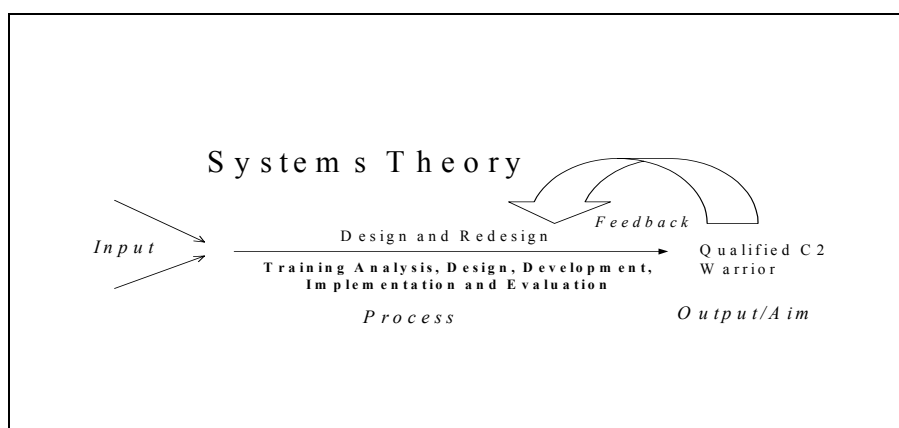 Systems Theory
Feedback
Design and Redesign
Input
Qualified C2
Warrior
Training Analysis, Design, Development,
Implementation and Evaluation
Process
Output/Aim